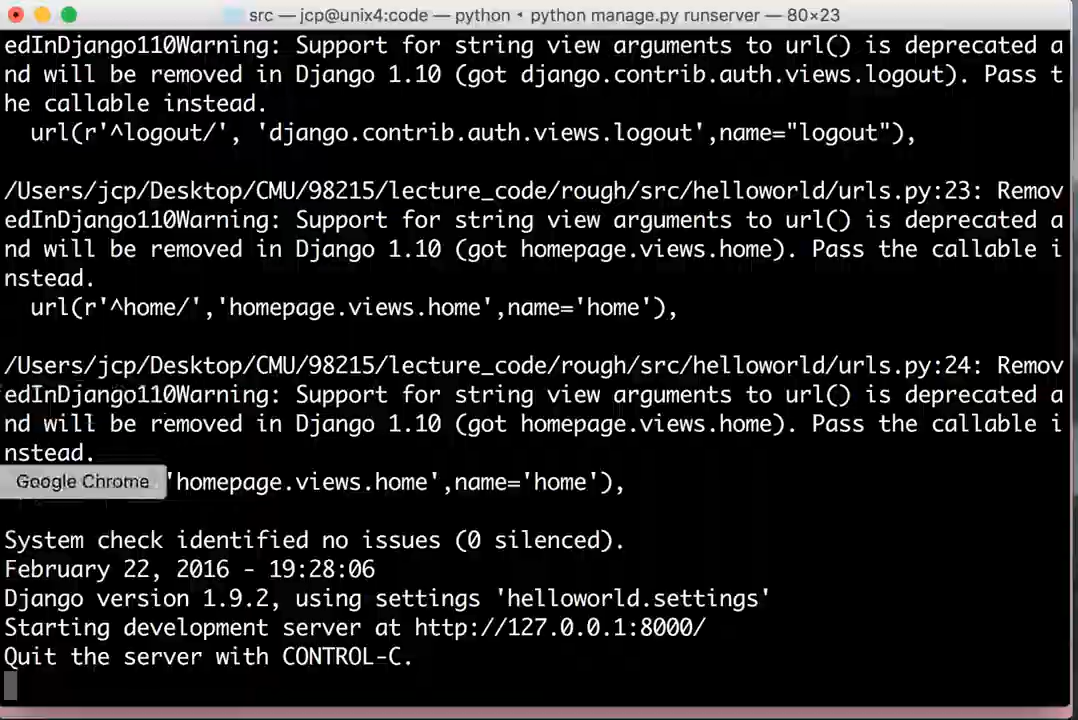 src — jcp@unix4:code — python • python manage.py runserver — 80×23
edInDjango110Warning: Support for string view arguments to url() is deprecated a
nd will be removed in Django 1.10 (got django.contrib.auth.views.logout). Pass t
he callable instead.
  url(r'^logout/', 'django.contrib.auth.views.logout',name="logout"),

/Users/jcp/Desktop/CMU/98215/lecture_code/rough/src/helloworld/urls.py:23: Remov
edInDjango110Warning: Support for string view arguments to url() is deprecated a
nd will be removed in Django 1.10 (got homepage.views.home). Pass the callable i
nstead.
  url(r'^home/','homepage.views.home',name='home'),

/Users/jcp/Desktop/CMU/98215/lecture_code/rough/src/helloworld/urls.py:24: Remov
edInDjango110Warning: Support for string view arguments to url() is deprecated a
nd will be removed in Django 1.10 (got homepage.views.home). Pass the callable i
nstead.
Google Chrome 'homepage.views.home',name='home'),

System check identified no issues (0 silenced).
February 22, 2016 - 19:28:06
Django version 1.9.2, using settings 'helloworld.settings'
Starting development server at http://127.0.0.1:8000/
Quit the server with CONTROL-C.